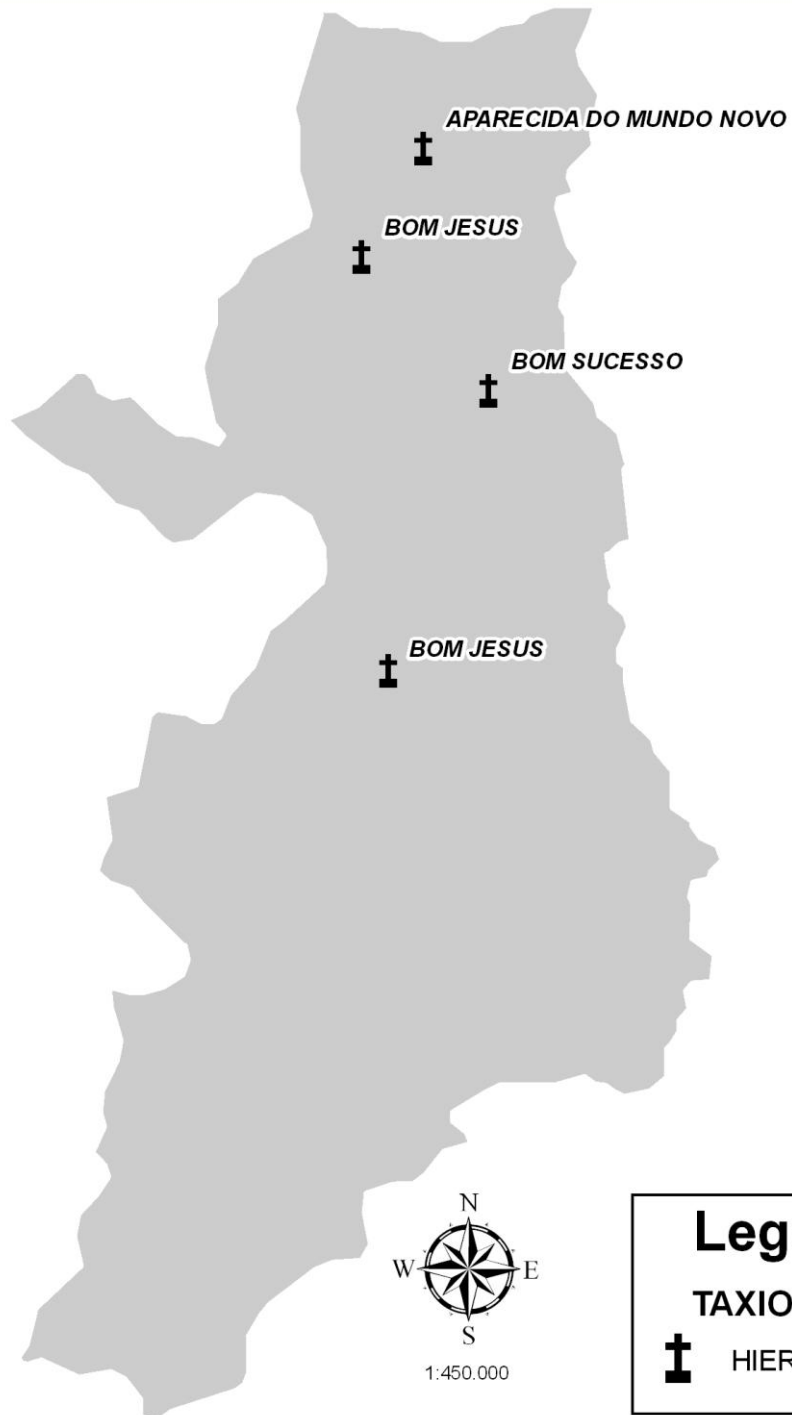 APARECIDA DO MUNDO NOVO
BOM JESUS
BOM SUCESSO
BOM JESUS
N
W E
S
1:450.000
Leg
TAXIO
HIER